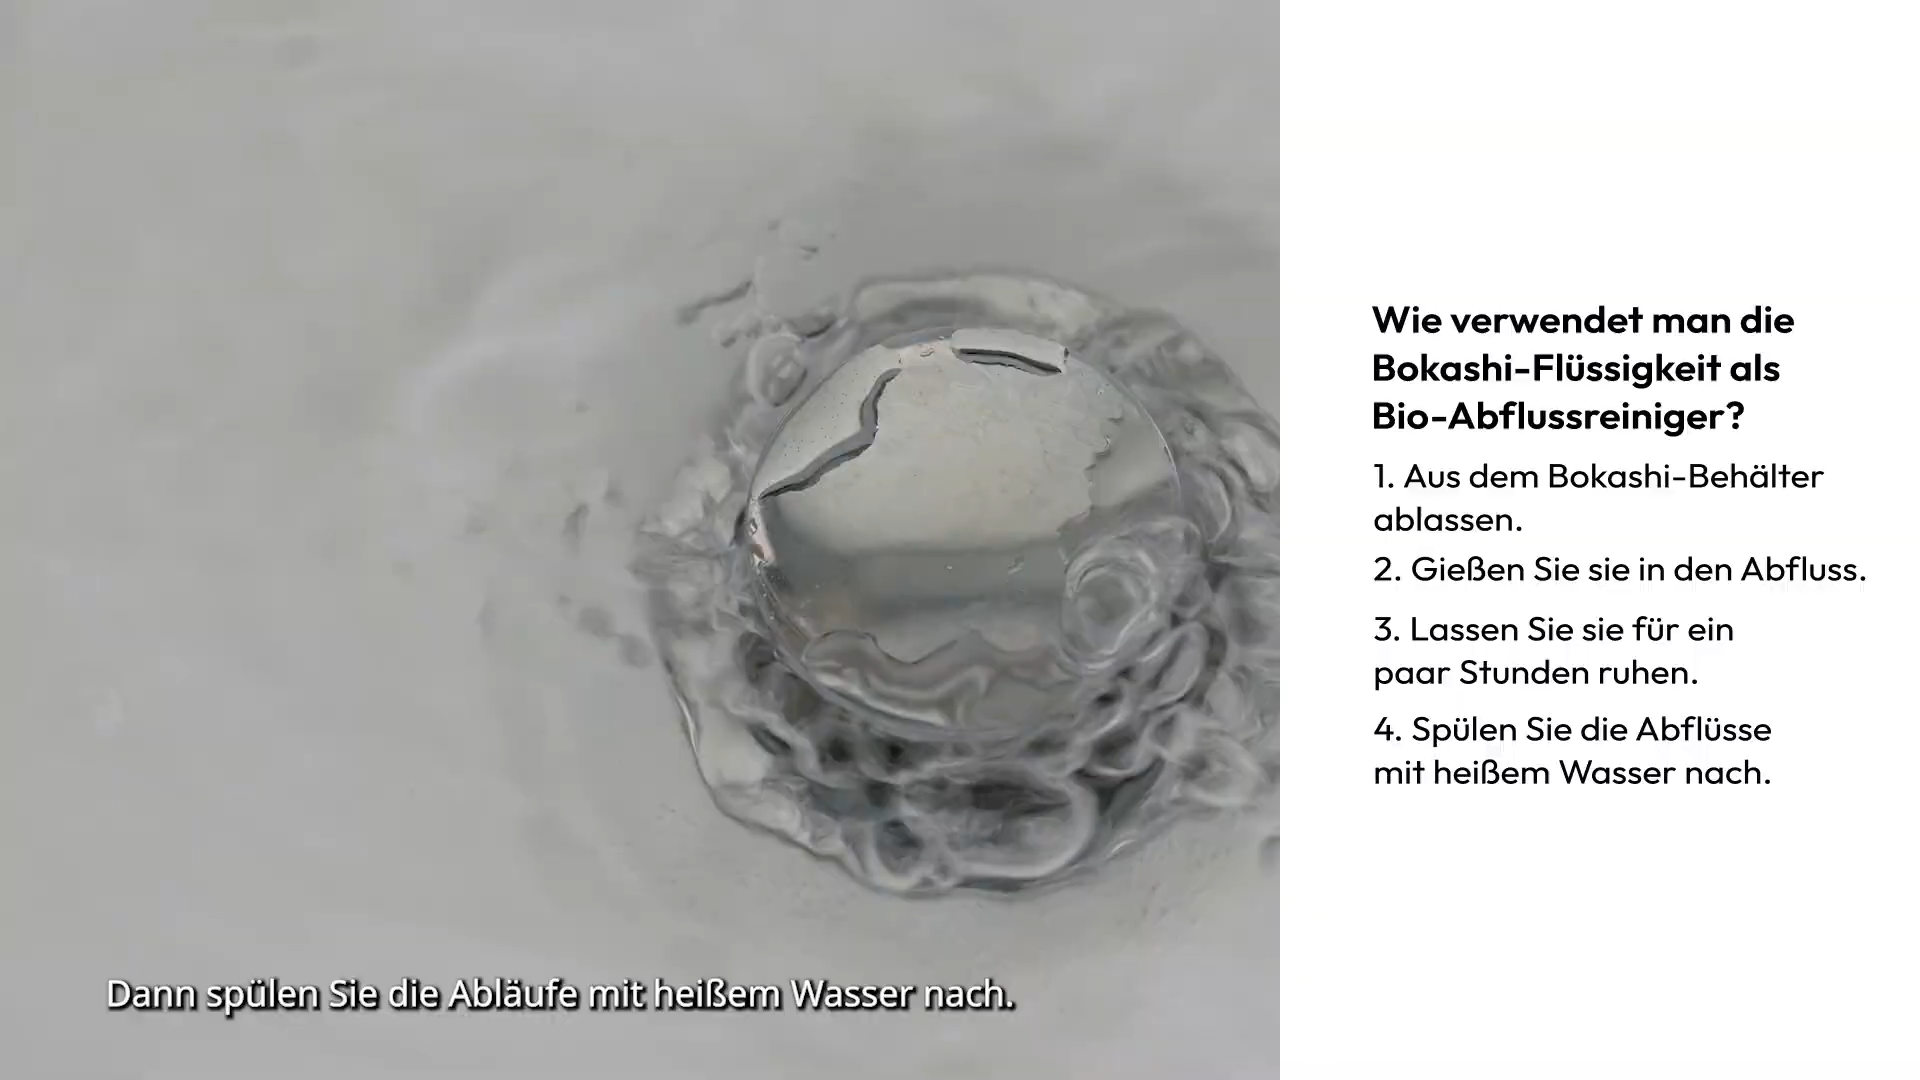 Wie verwendet man die
Bokashi-Flüssigkeit als
Bio-Abflussreiniger?
1. Aus dem Bokashi-Behälter
ablassen.
2. Gießen Sie sie in den Abfluss.
3. Lassen Sie sie für ein
paar Stunden ruhen.
4. Spülen Sie die Abflüsse
mit heißem Wasser nach.
Dann spülen Sie die Abläufe mit heißem Wasser nach.